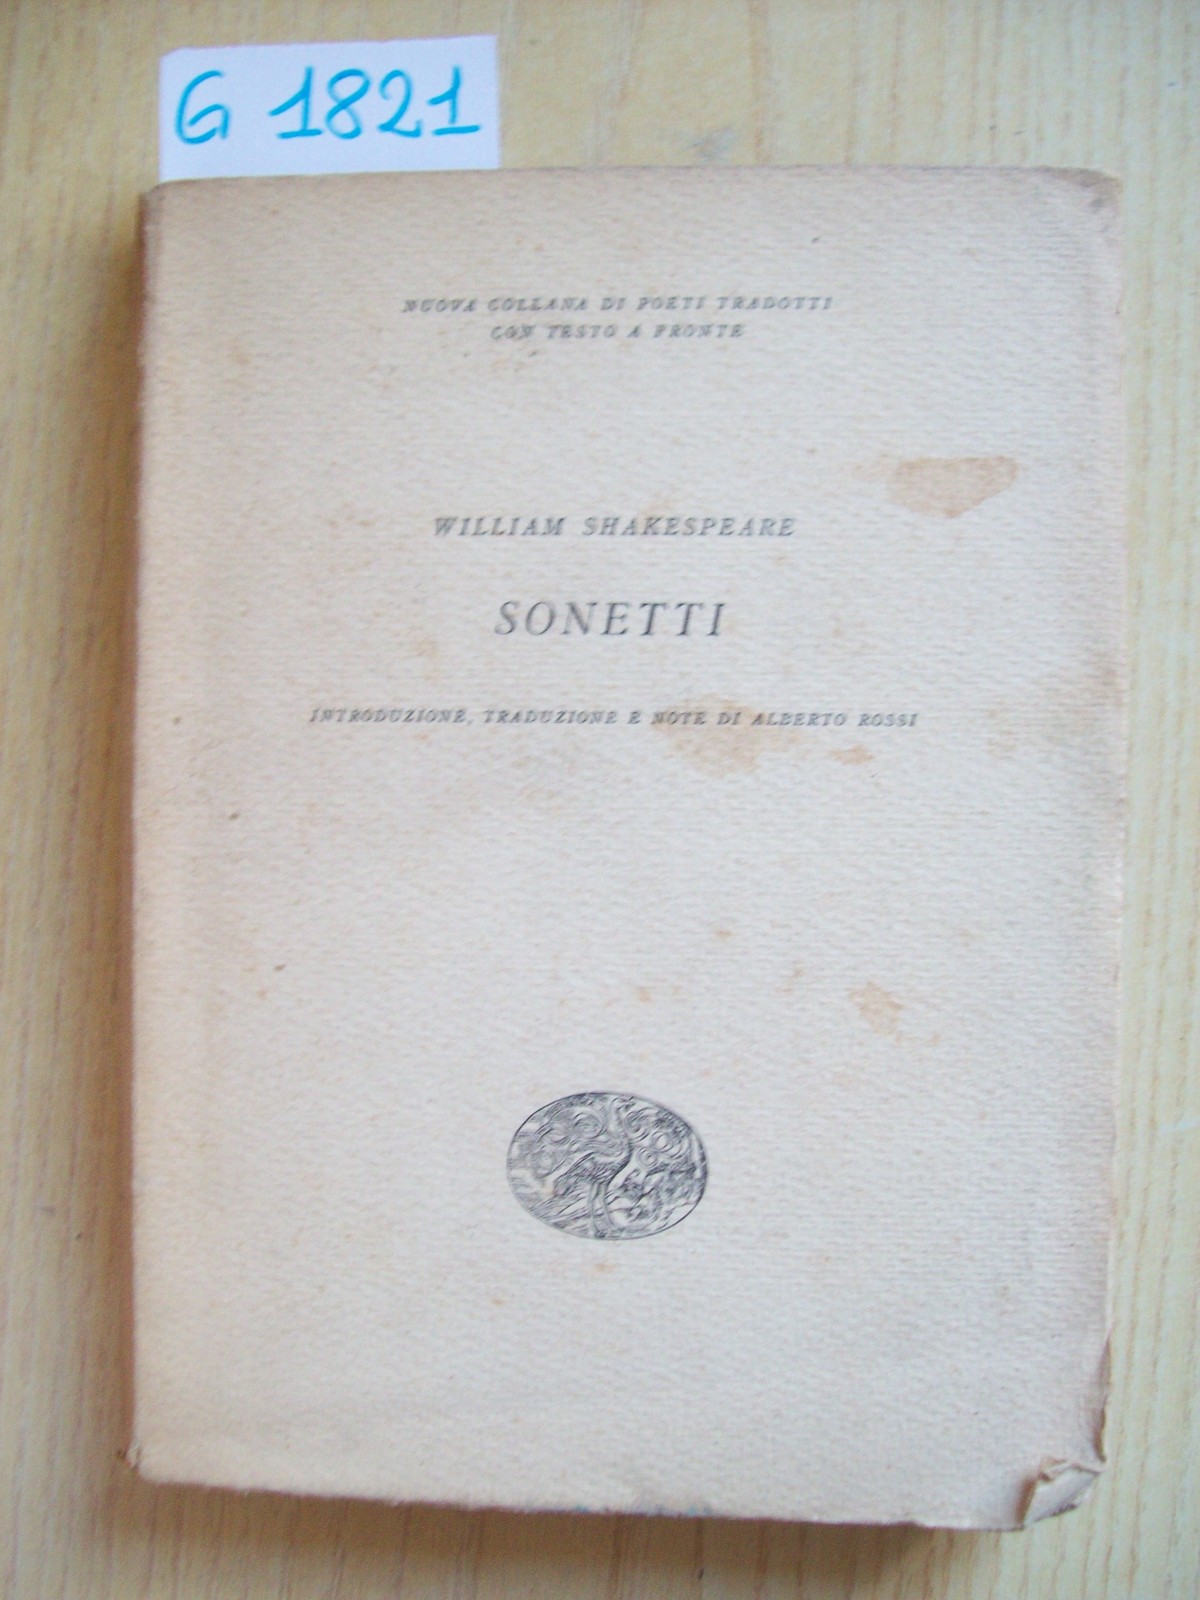 G 1821
NUOVA COLLANA DI POETI TRADOTTI
CON TESTO A FRONTE
WILLIAM SHAKESPEARE
SONETTI
INTRODUZIONE, TRADUZIONE E NOTE DI ALBERTO ROSSI